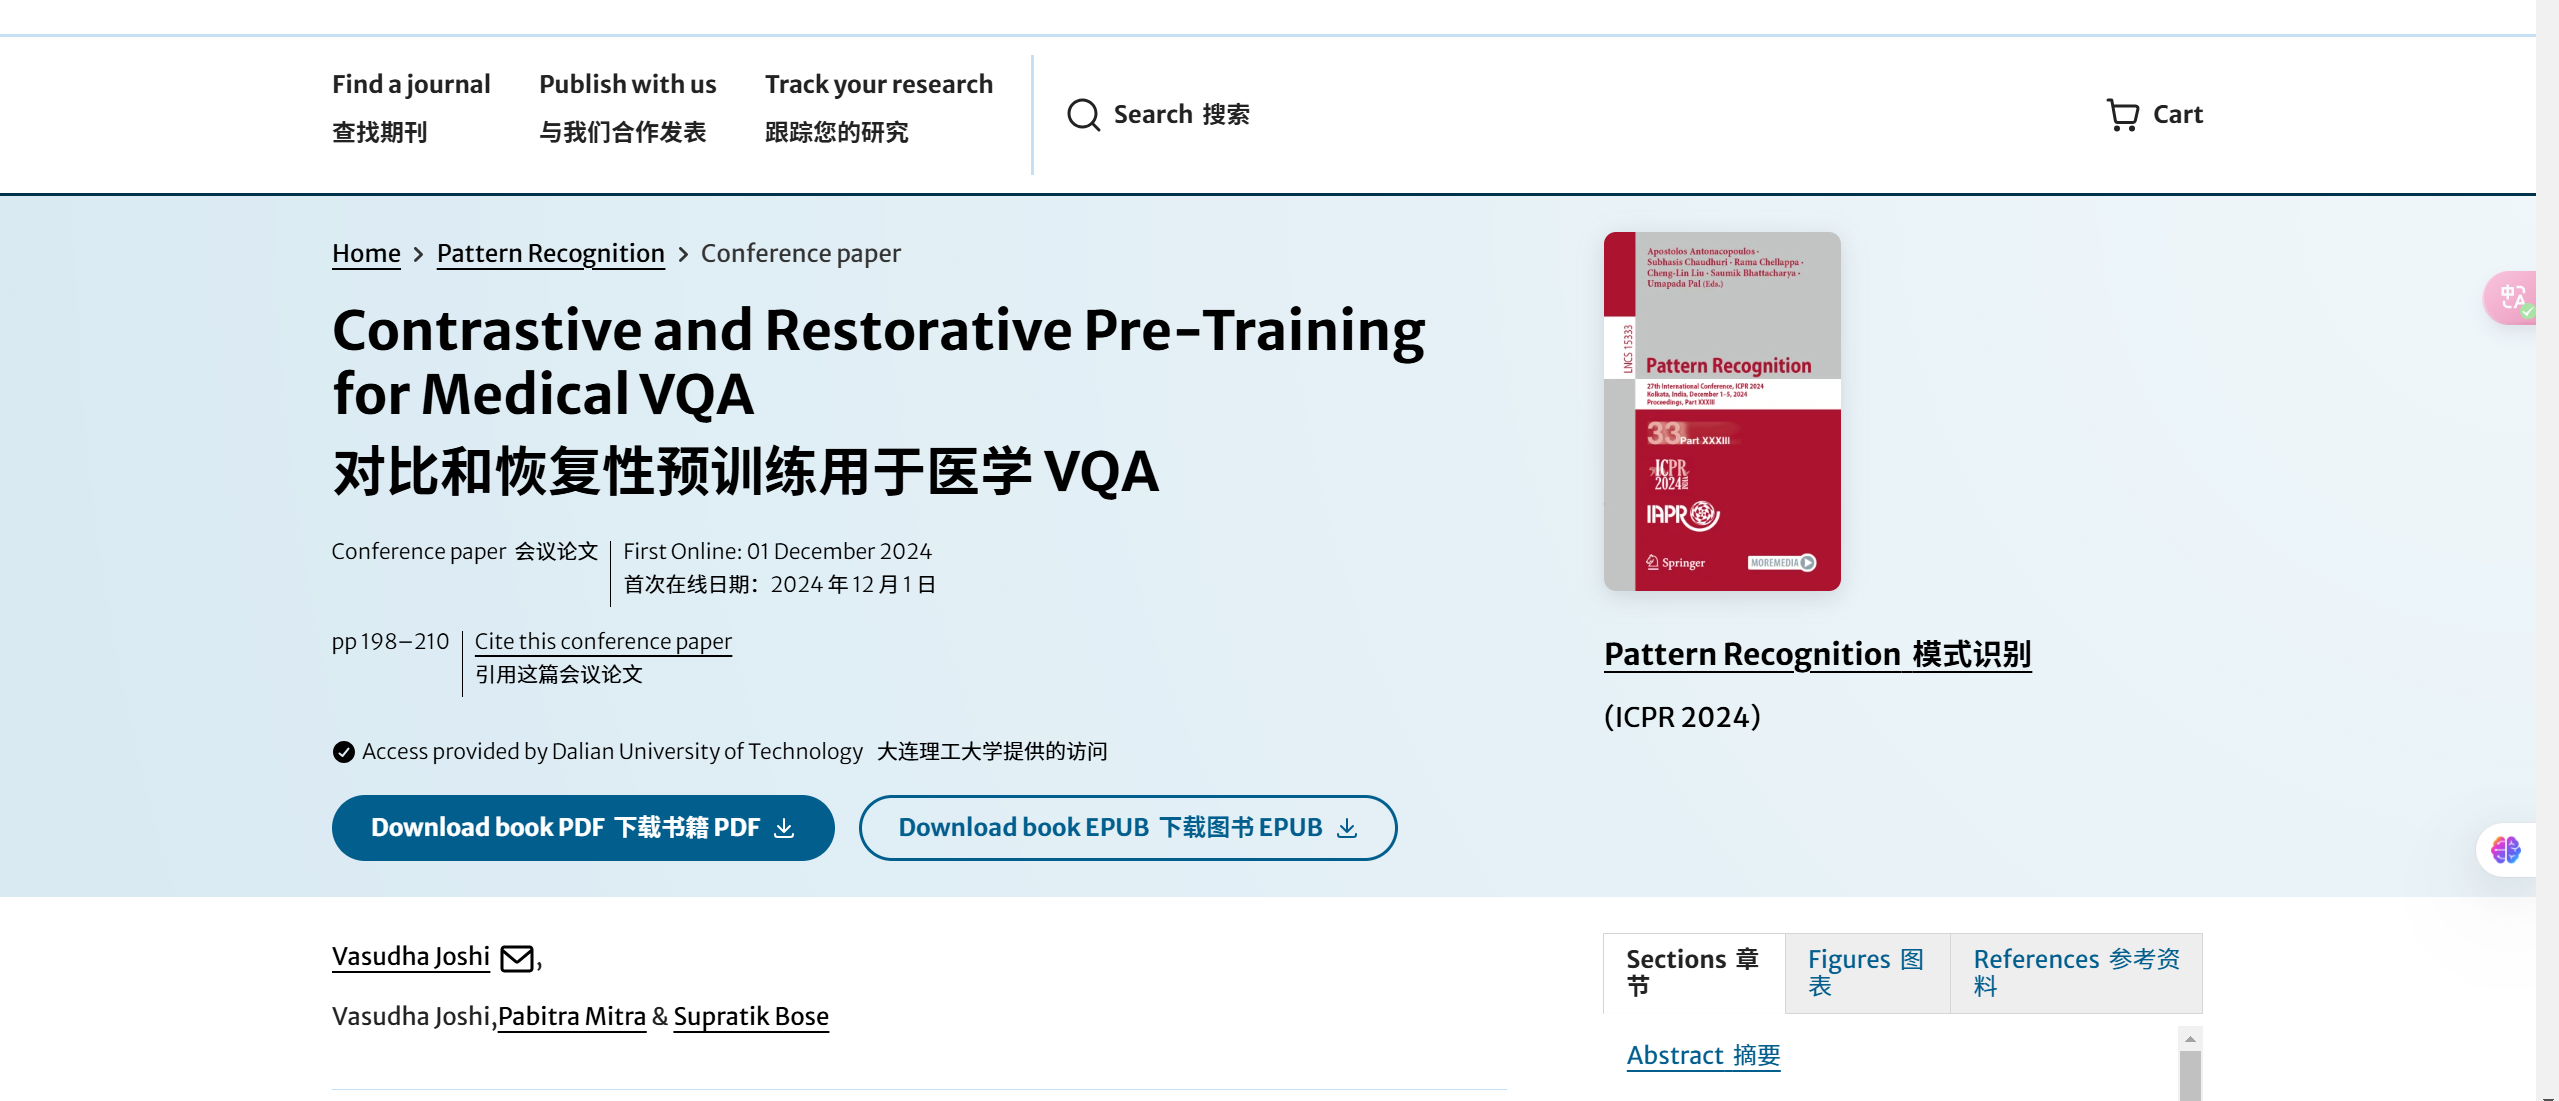 Find a journal
查找期刊
Publish with us
与我们合作发表
Track your research
跟踪您的研究
Search 搜索
Cart
Home
Pattern Recognition
Conference paper
Contrastive and Restorative Pre-Training
for Medical VQA
对比和恢复性预训练用于医学 VQA
Conference paper 会议论文
First Online: 01 December 2024
首次在线日期：2024 年 12 月 1 日
pp 198–210
Cite this conference paper
引用这篇会议论文
Access provided by Dalian University of Technology 大连理工大学提供的访问
Download book PDF 下载书籍 PDF
Download book EPUB 下载图书 EPUB
Apostolos Antonacopoulos ·
Subhasis Chaudhuri · Rama Chellappa ·
Cheng-Lin Liu · Saumik Bhattacharya ·
Umapada Pal (Eds.)
LNCS 15333
Pattern Recognition
27th International Conference, ICPR 2024
Kolkata, India, December 1–5, 2024
Proceedings, Part XXXIII
33 Part XXXIII
ICPR
2024
IAPR
Springer
MOREMEDIA
Pattern Recognition 模式识别
(ICPR 2024)
Vasudha Joshi,
Vasudha Joshi,Pabitra Mitra & Supratik Bose
Sections 章
节
Figures 图
表
References 参考资
料
Abstract 摘要
中A